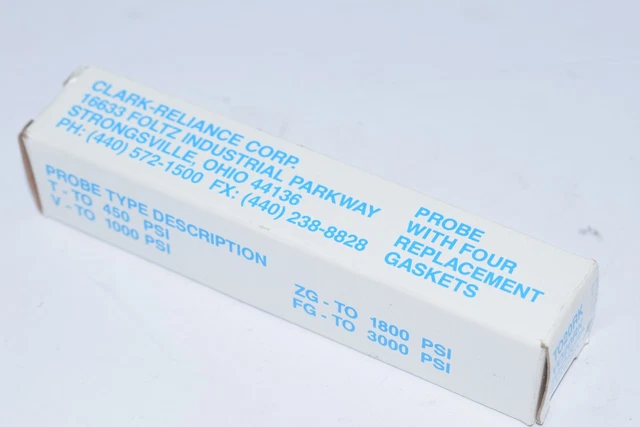 CLARK-RELIANCE CORP.
16633 FOLTZ INDUSTRIAL PARKWAY
STRONGSVILLE, OHIO 44136
PH: (440) 572-1500 FX: (440) 238-8828
PROBE
WITH FOUR
REPLACEMENT
GASKETS
PROBE TYPE DESCRIPTION
T - TO 450 PSI
V - TO 1000 PSI
ZG - TO 1800 PSI
FG - TO 3000 PSI